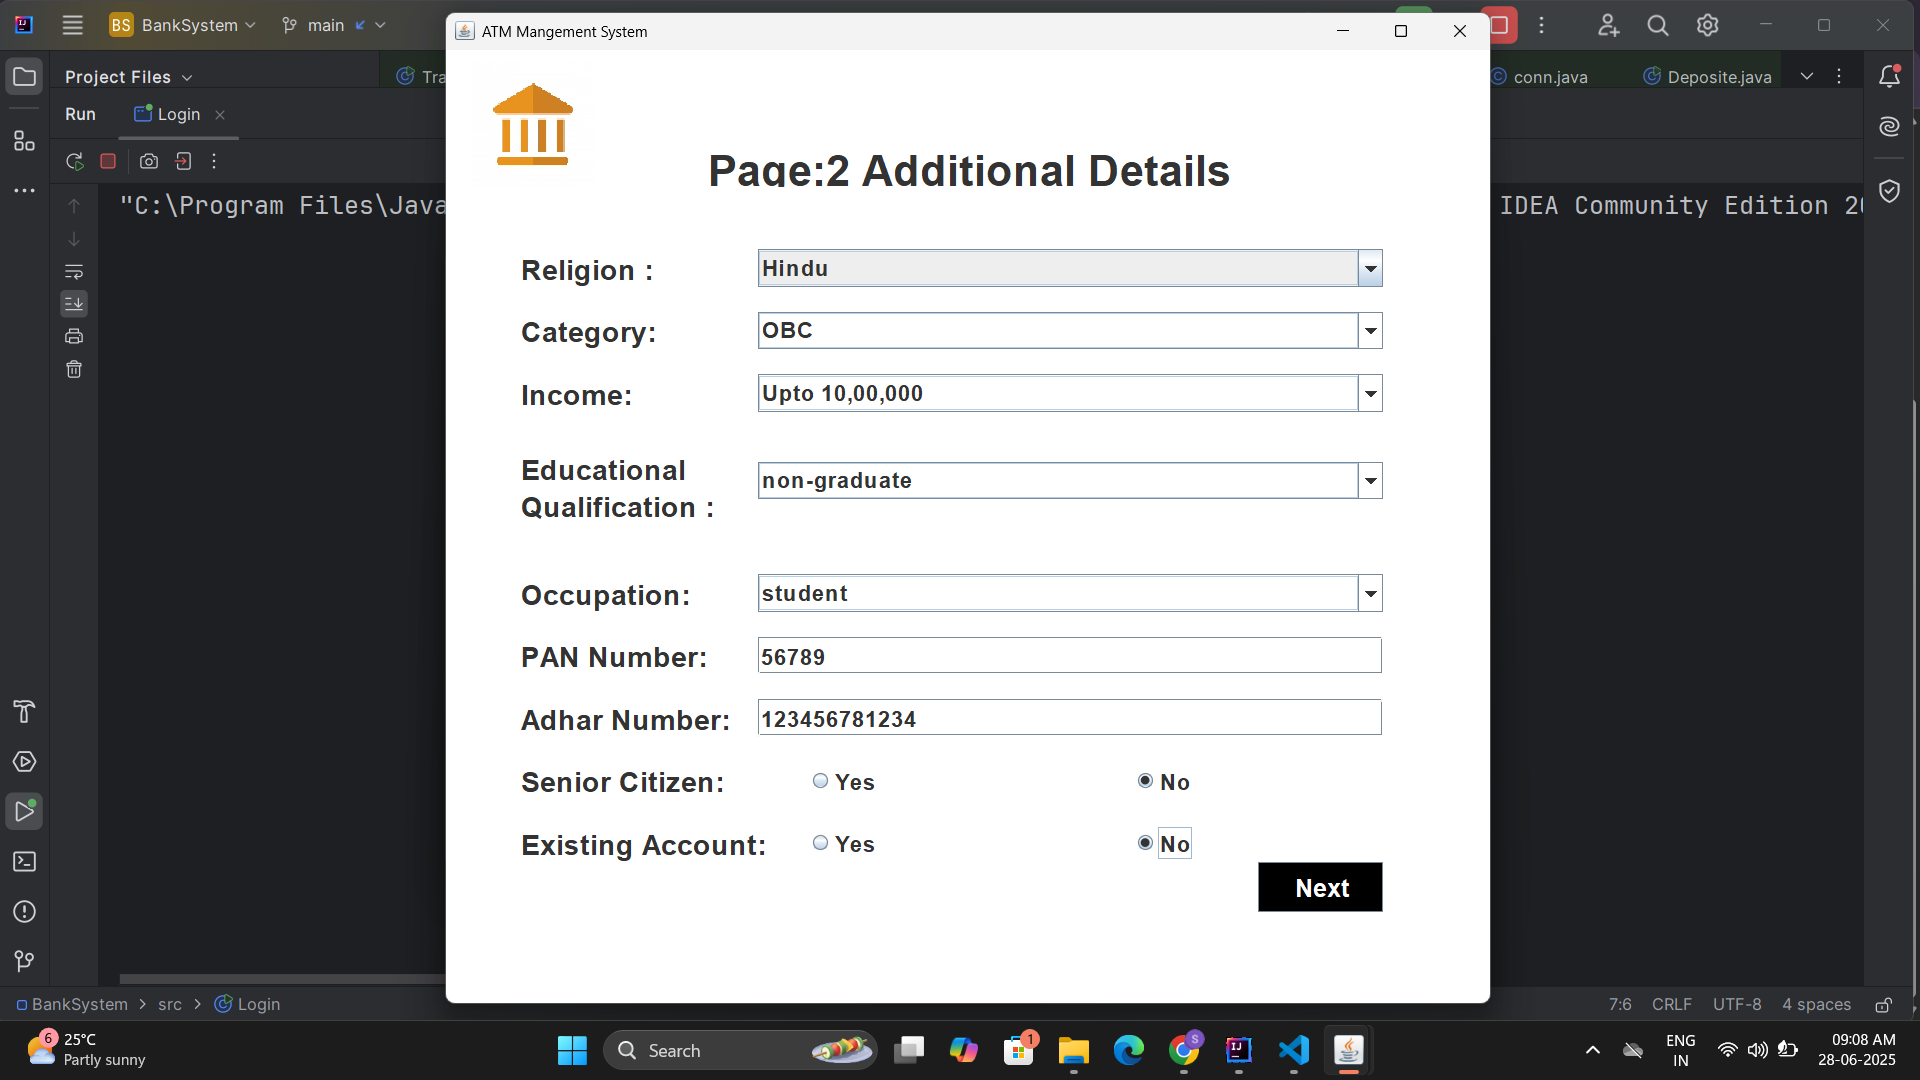 BS BankSystem main
ATM Mangement System
Project Files
Tra
conn.java
Deposite.java
Run Login
"C:\Program Files\Java
IDEA Community Edition 20
Page:2 Additional Details
Religion : Hindu
Category: OBC
Income: Upto 10,00,000
Educational
Qualification : non-graduate
Occupation: student
PAN Number: 56789
Adhar Number: 123456781234
Senior Citizen: Yes No
Existing Account: Yes No
Next
BankSystem > src > Login
7:6 CRLF UTF-8 4 spaces
6 25°C
Partly sunny
Search
1
S
ENG
IN
09:08 AM
28-06-2025